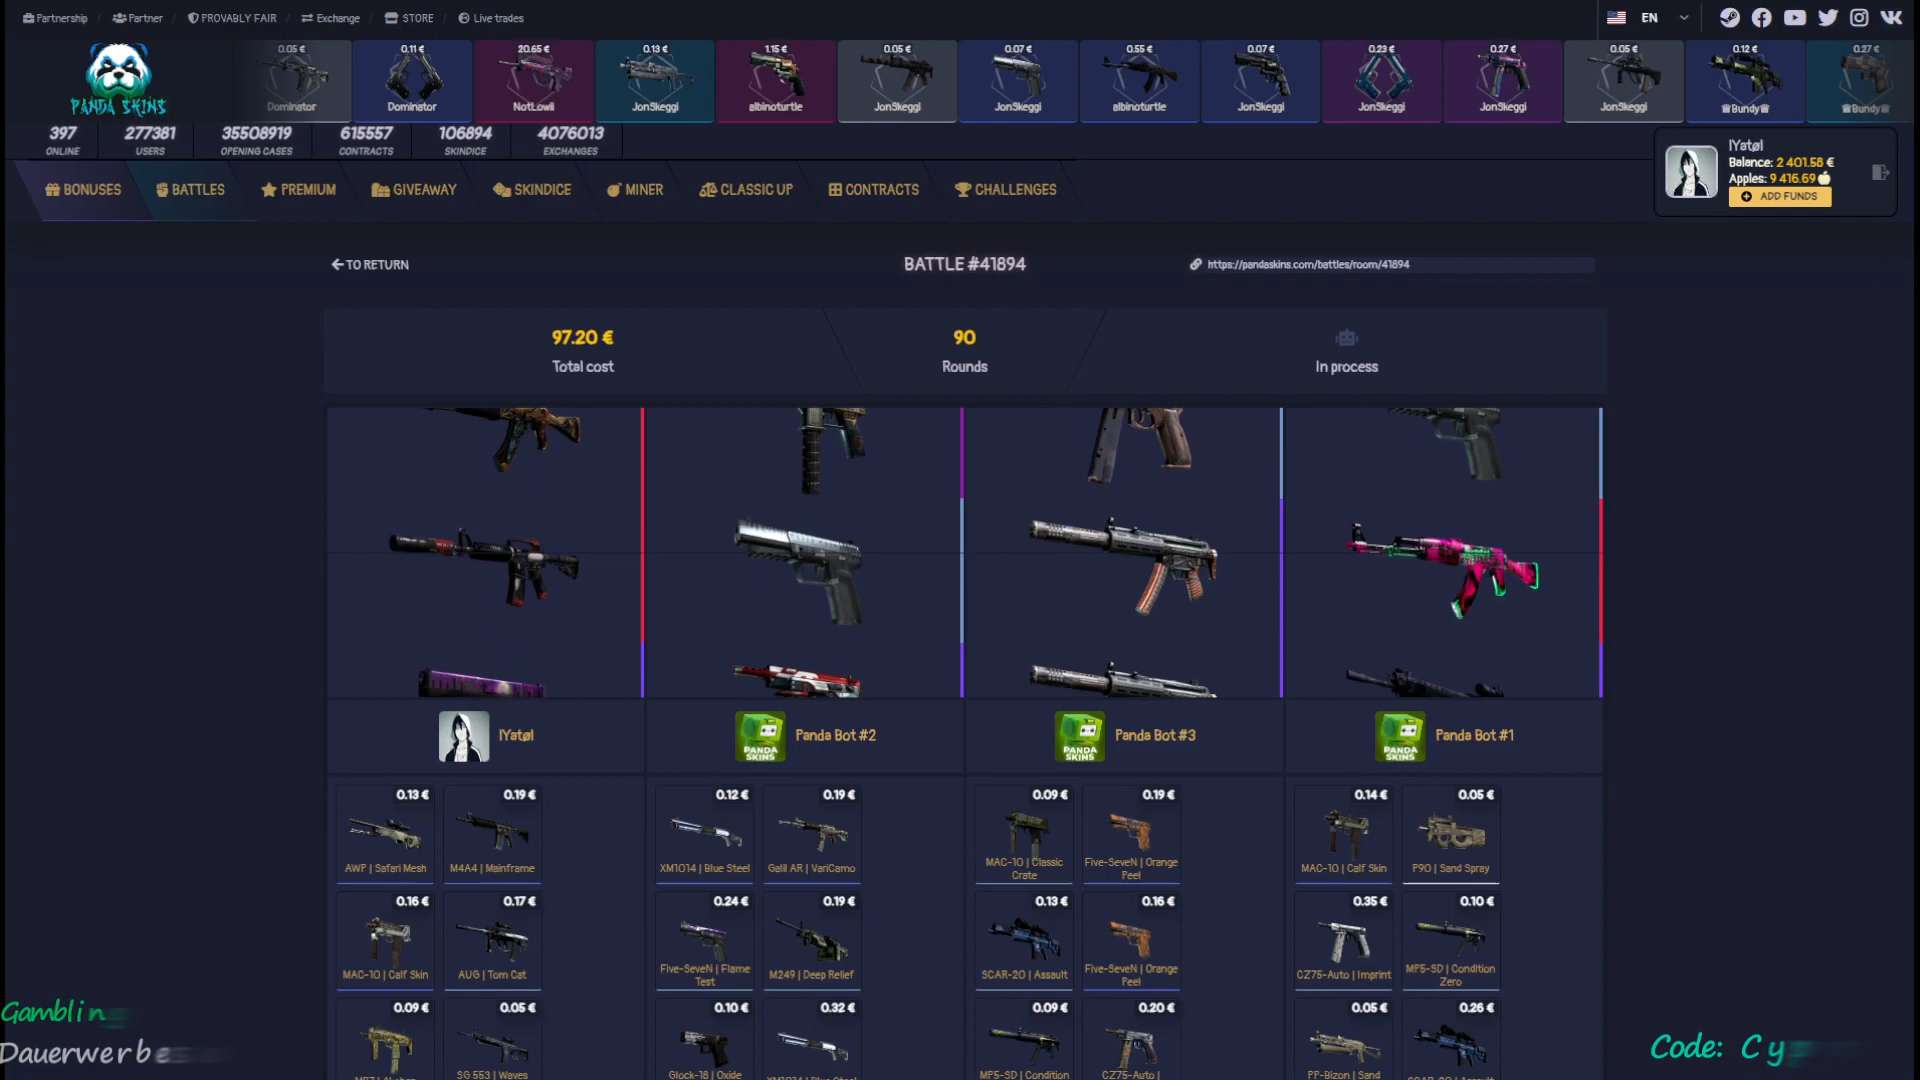 Partnership / Partner / PROVABLY FAIR / Exchange / STORE / Live trades
EN
0.05 € 0.11 € 20.65 € 0.13 € 1.15 € 0.05 € 0.07 € 0.55 € 0.07 € 0.23 € 0.27 € 0.05 € 0.12 € 0.27 €
Dominator Dominator NotLowii JonSkeggi albinoturtle JonSkeggi JonSkeggi albinoturtle JonSkeggi JonSkeggi JonSkeggi JonSkeggi ♕Bundy♕ ♕Bundy♕
PANDA SKINS
397 277381 35508919 615557 106894 4076013
ONLINE USERS OPENING CASES CONTRACTS SKINDICE EXCHANGES
lYatøl
Balance: 2 401.58 €
Apples: 9 416.69
ADD FUNDS
BONUSES BATTLES PREMIUM GIVEAWAY SKINDICE MINER CLASSIC UP CONTRACTS CHALLENGES
TO RETURN BATTLE #41894 https://pandaskins.com/battles/room/41894
97.20 € 90
Total cost Rounds In process
lYatøl PANDA SKINS Panda Bot #2 PANDA SKINS Panda Bot #3 PANDA SKINS Panda Bot #1
0.13 € 0.19 € 0.12 € 0.19 € 0.09 € 0.19 € 0.14 € 0.05 €
AWP | Safari Mesh M4A4 | Mainframe XM1014 | Blue Steel Galil AR | VariCamo MAC-10 | Classic Crate Five-SeveN | Orange Peel MAC-10 | Calf Skin P90 | Sand Spray
0.16 € 0.17 € 0.24 € 0.19 € 0.13 € 0.16 € 0.35 € 0.10 €
MAC-10 | Calf Skin AUG | Tom Cat Five-SeveN | Flame Test M249 | Deep Relief SCAR-20 | Assault Five-SeveN | Orange Peel CZ75-Auto | Imprint MP5-SD | Condition Zero
0.09 € 0.05 € 0.10 € 0.32 € 0.09 € 0.20 € 0.05 € 0.26 €
SG 553 | Waves Glock-18 | Oxide XM1014 | Blue Steel MP5-SD | Condition CZ75-Auto | PP-Bizon | Sand
Gamblin
Dauerwerbe
Code: Cy